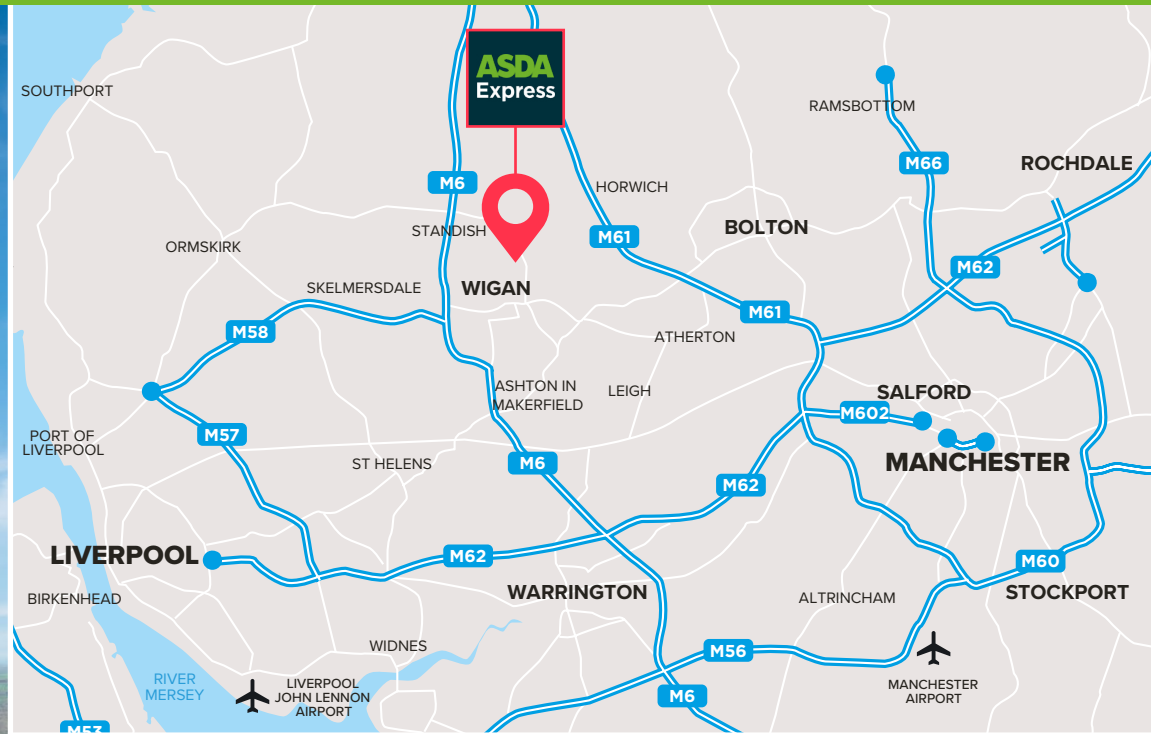 ASDA
Express
SOUTHPORT
RAMSBOTTOM
M66
ROCHDALE
M6
HORWICH
STANDISH
M61
BOLTON
ORMSKIRK
M62
SKELMERSDALE
WIGAN
M61
M58
ATHERTON
ASHTON IN
MAKERFIELD
LEIGH
SALFORD
M602
M57
PORT OF
LIVERPOOL
ST HELENS
M6
MANCHESTER
M62
LIVERPOOL
M62
M60
BIRKENHEAD
WARRINGTON
ALTRINCHAM
STOCKPORT
WIDNES
M56
RIVER
MERSEY
LIVERPOOL
JOHN LENNON
AIRPORT
M6
MANCHESTER
AIRPORT
M53